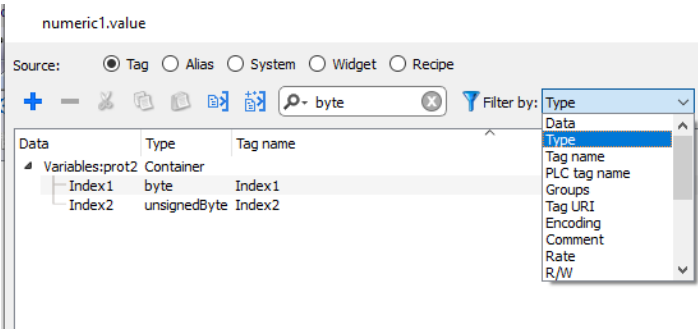 numeric1.value
Source: Tag Alias System Widget Recipe
byte Filter by: Type
Data Type Tag name
Variables:prot2 Container
Index1 byte Index1
Index2 unsignedByte Index2
Data
Type
Tag name
PLC tag name
Groups
Tag URI
Encoding
Comment
Rate
R/W